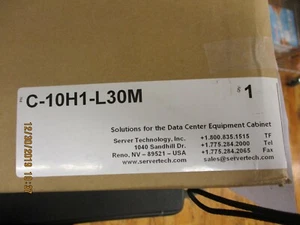 C-10H1-L30M 1
Solutions for the Data Center Equipment Cabinet
Server Technology, Inc. +1.800.835.1515 TF
1040 Sandhill Dr. +1.775.284.2000 Tel
Reno, NV – 89521 – USA +1.775.284.2065 Fax
www.servertech.com sales@servertech.com
12/30/2019